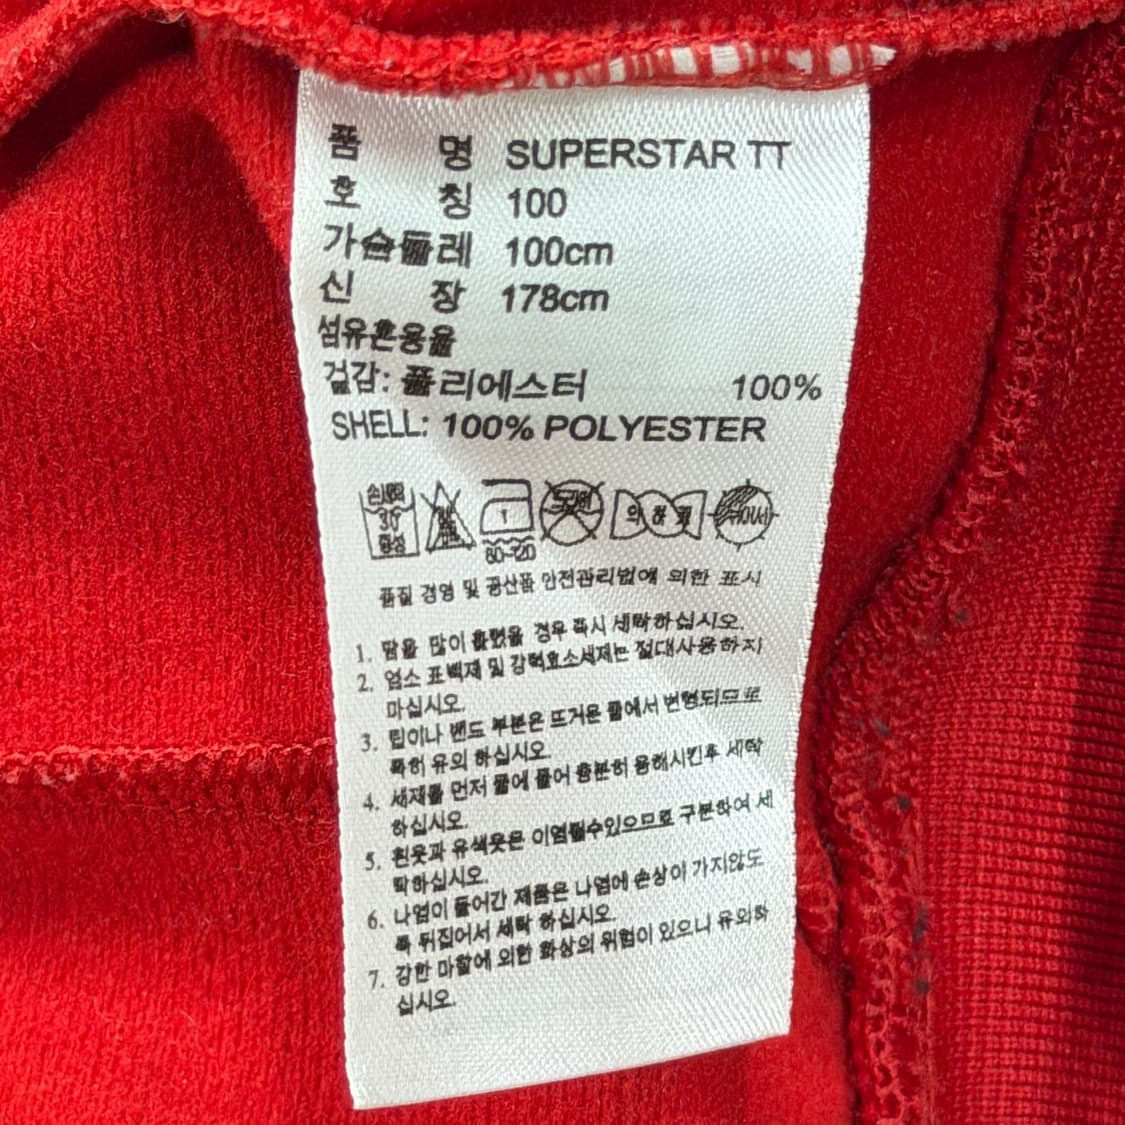 품 명 SUPERSTAR TT
호 칭 100
가슴둘레 100cm
신 장 178cm
섬유혼용율
겉감: 폴리에스터 100%
SHELL: 100% POLYESTER
손세탁 30° 중성 1 80~120 드라이 옷걸이
품질 경영 및 공산품 안전관리법에 의한 표시
1. 땀을 많이 흘렸을 경우 즉시 세탁하십시오.
2. 염소 표백제 및 강력효소세제는 절대사용하지
마십시오.
3. 립이나 밴드 부분은 뜨거운 물에서 변형되므로
특히 유의 하십시오.
4. 세제를 먼저 물에 풀어 충분히 용해시킨후 세탁
하십시오.
5. 흰옷과 유색옷은 이염될수있으므로 구분하여 세
탁하십시오.
6. 나염이 들어간 제품은 나염에 손상이 가지않도
록 뒤집어서 세탁 하십시오.
7. 강한 마찰에 의한 화상의 위험이 있으니 유의하
십시오.